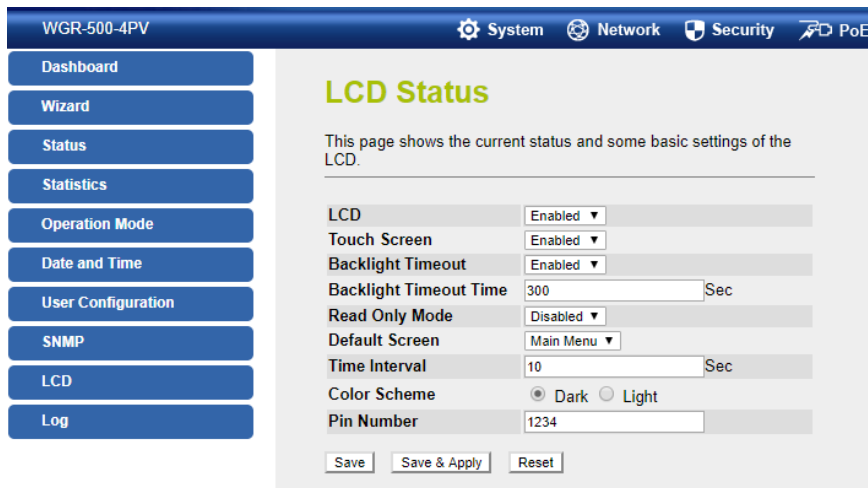 WGR-500-4PV
System Network Security PoE
Dashboard
Wizard
Status
Statistics
Operation Mode
Date and Time
User Configuration
SNMP
LCD
Log
LCD Status
This page shows the current status and some basic settings of the
LCD.
LCD Enabled
Touch Screen Enabled
Backlight Timeout Enabled
Backlight Timeout Time 300 Sec
Read Only Mode Disabled
Default Screen Main Menu
Time Interval 10 Sec
Color Scheme Dark Light
Pin Number 1234
Save Save & Apply Reset